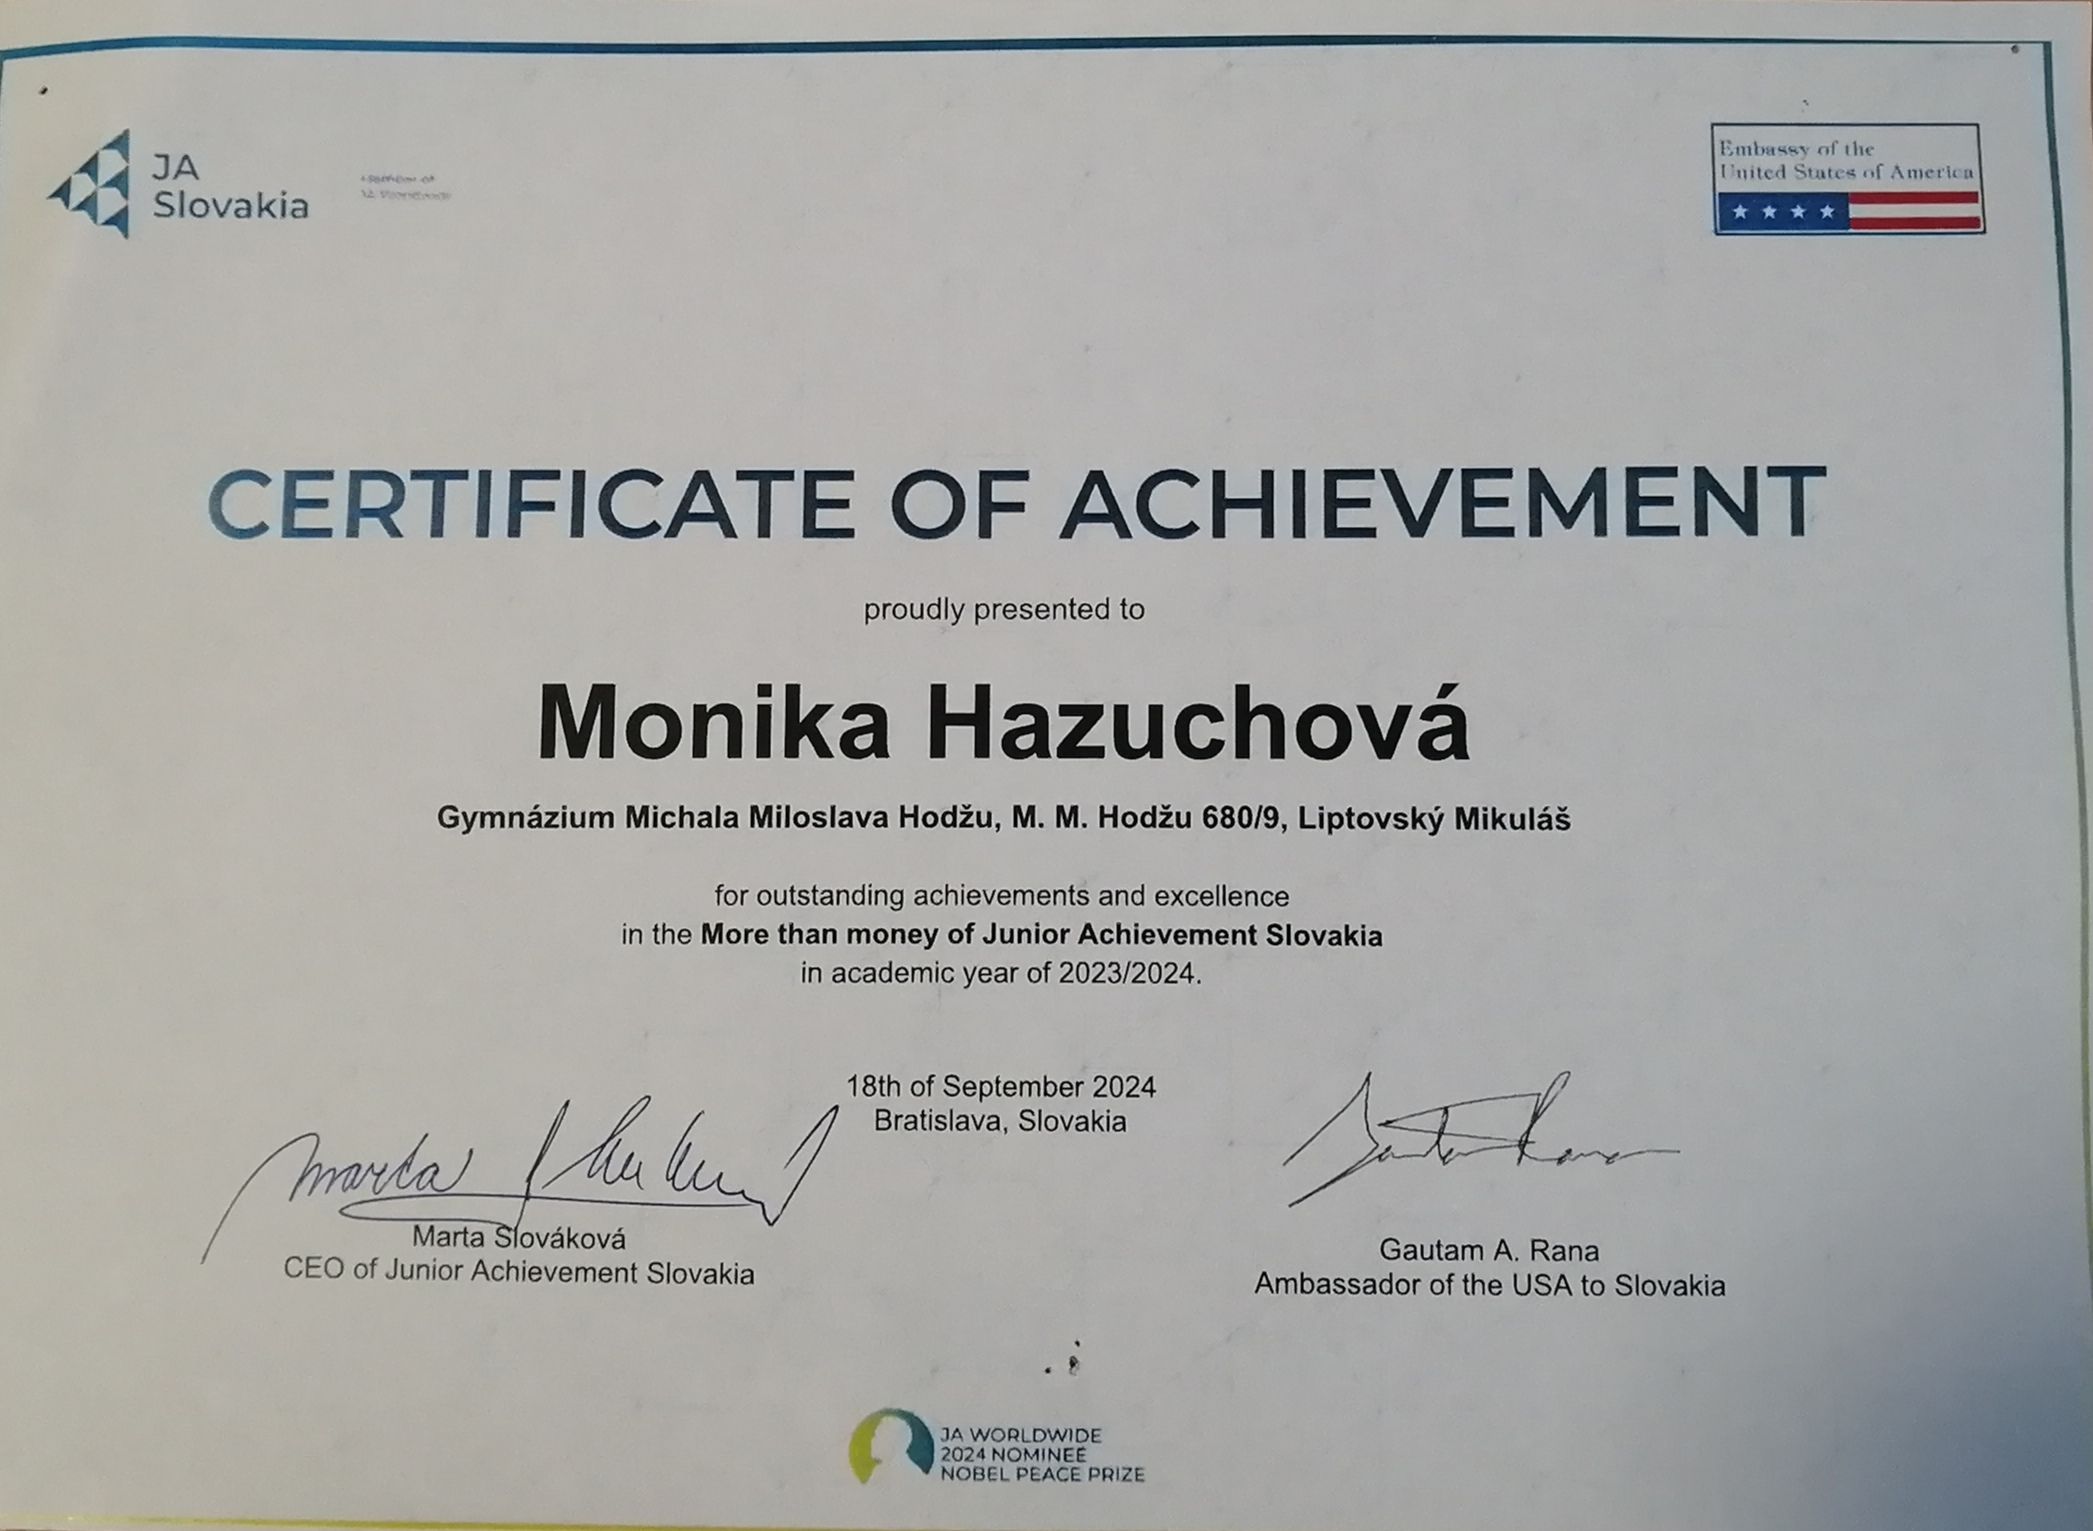 JA
Slovakia
Embassy of the
United States of America
CERTIFICATE OF ACHIEVEMENT
proudly presented to
Monika Hazuchová
Gymnázium Michala Miloslava Hodžu, M. M. Hodžu 680/9, Liptovský Mikuláš
for outstanding achievements and excellence
in the More than money of Junior Achievement Slovakia
in academic year of 2023/2024.
18th of September 2024
Bratislava, Slovakia
Marta Slováková
CEO of Junior Achievement Slovakia
Gautam A. Rana
Ambassador of the USA to Slovakia
JA WORLDWIDE
2024 NOMINEE
NOBEL PEACE PRIZE